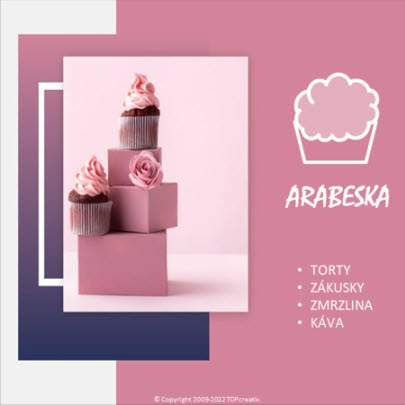 ARABESKA
• TORTY
• ZÁKUSKY
• ZMRZLINA
• KÁVA
© Copyright 2009-2022 TOPcreativ.